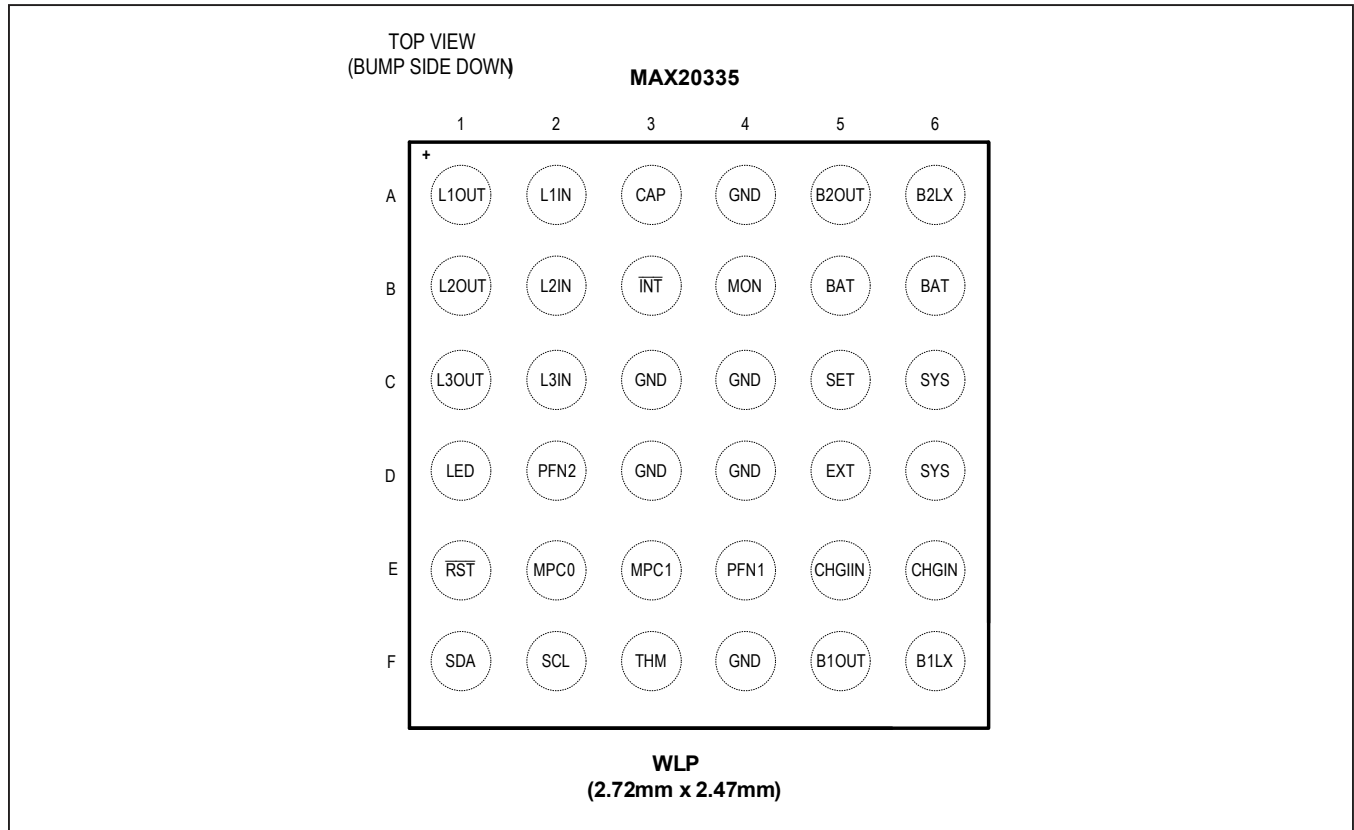 TOP VIEW
(BUMP SIDE DOWN)
MAX20335
1 2 3 4 5 6
+
A L1OUT L1IN CAP GND B2OUT B2LX
B L2OUT L2IN I̅N̅T̅ MON BAT BAT
C L3OUT L3IN GND GND SET SYS
D LED PFN2 GND GND EXT SYS
E R̅S̅T̅ MPC0 MPC1 PFN1 CHGIIN CHGIN
F SDA SCL THM GND B1OUT B1LX
WLP
(2.72mm x 2.47mm)